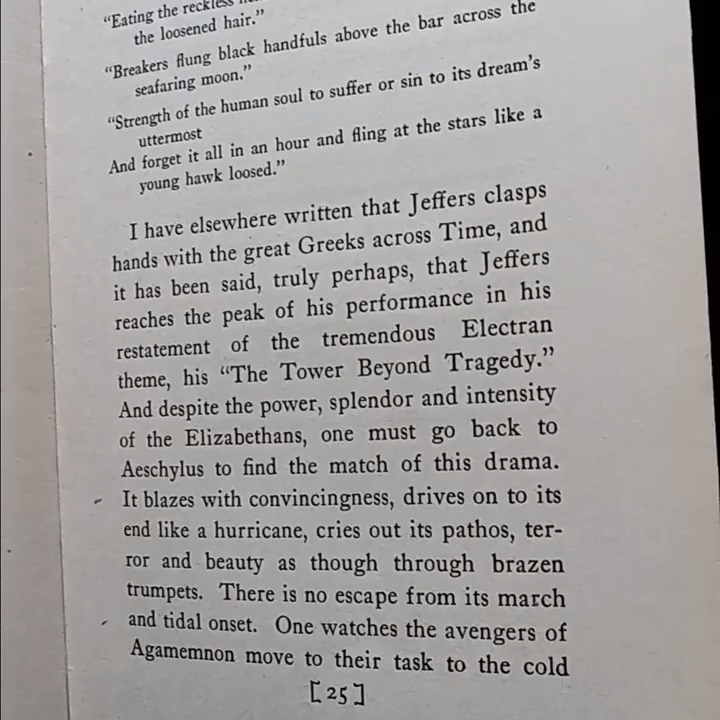 “Eating the reckless
the loosened hair.”
“Breakers flung black handfuls above the bar across the
seafaring moon.”
“Strength of the human soul to suffer or sin to its dream’s
uttermost
And forget it all in an hour and fling at the stars like a
young hawk loosed.”
I have elsewhere written that Jeffers clasps
hands with the great Greeks across Time, and
it has been said, truly perhaps, that Jeffers
reaches the peak of his performance in his
restatement of the tremendous Electran
theme, his “The Tower Beyond Tragedy.”
And despite the power, splendor and intensity
of the Elizabethans, one must go back to
Aeschylus to find the match of this drama.
It blazes with convincingness, drives on to its
end like a hurricane, cries out its pathos, ter-
ror and beauty as though through brazen
trumpets. There is no escape from its march
and tidal onset. One watches the avengers of
Agamemnon move to their task to the cold
[25]